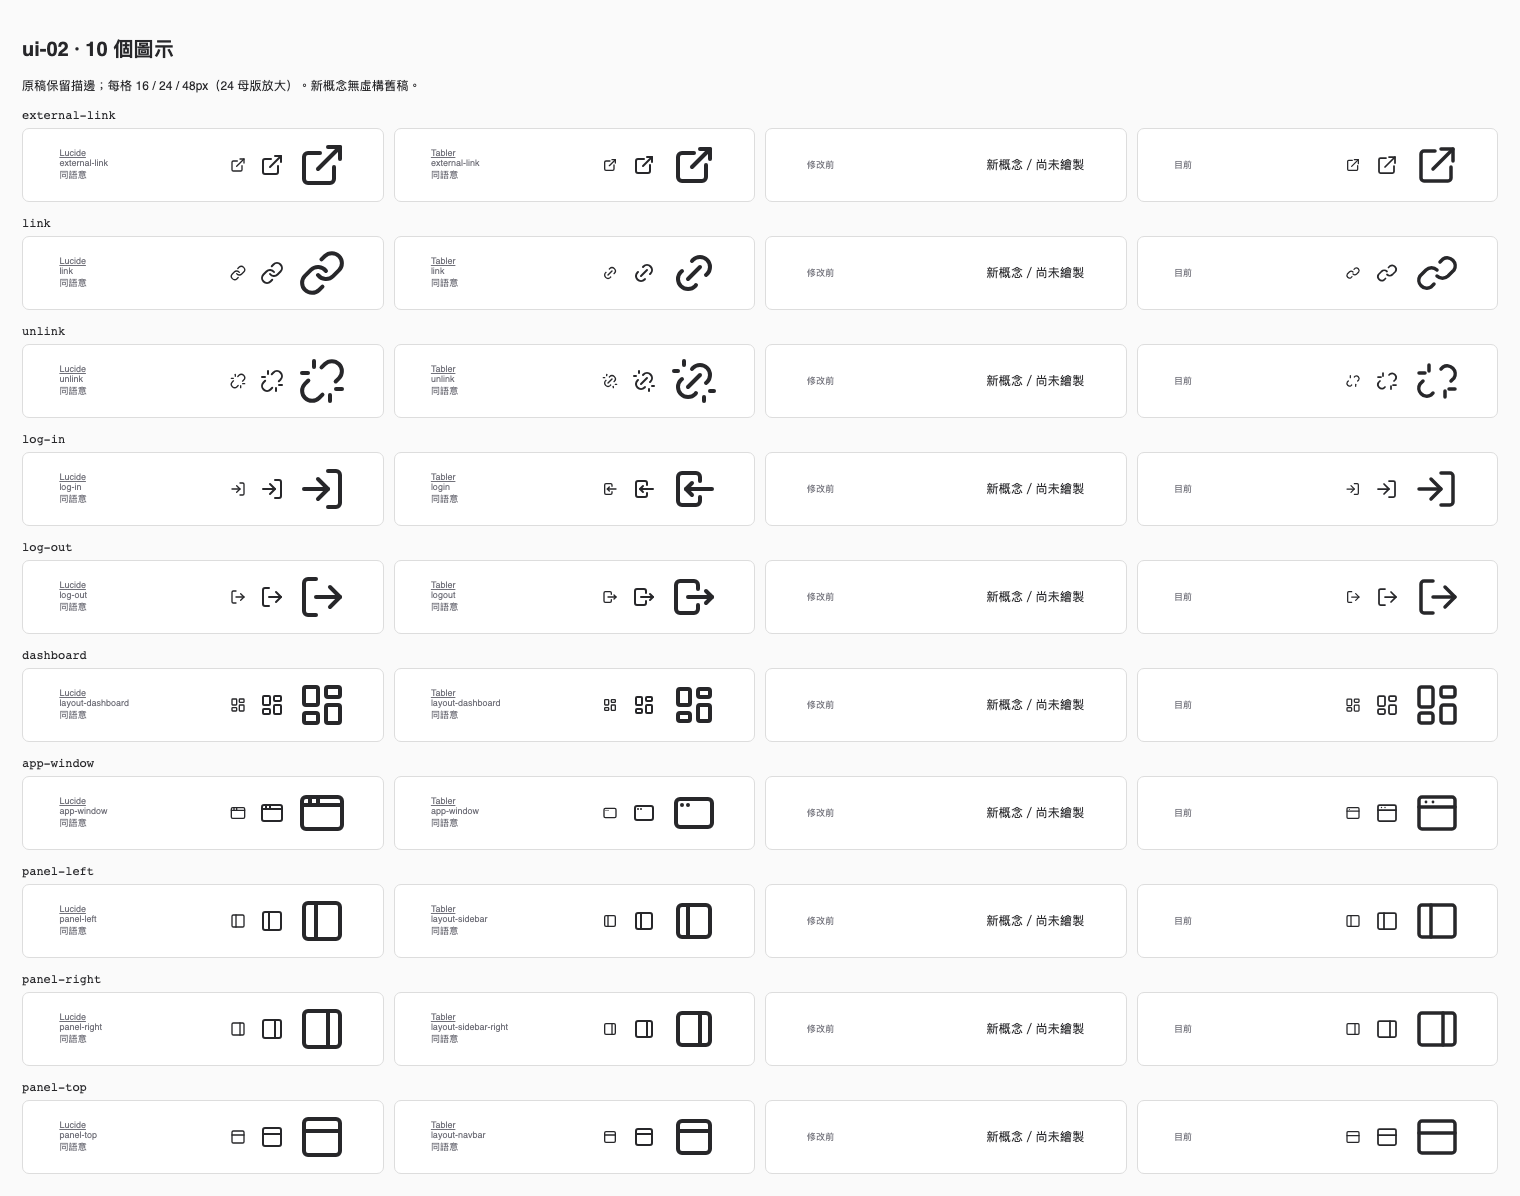 ui-02 · 10 個圖示
原稿保留描邊；每格 16 / 24 / 48px（24 母版放大）。新概念無虛構舊稿。
external-link
Lucide
external-link
同語意
Tabler
external-link
同語意
修改前
新概念 / 尚未繪製
目前
link
Lucide
link
同語意
Tabler
link
同語意
修改前
新概念 / 尚未繪製
目前
unlink
Lucide
unlink
同語意
Tabler
unlink
同語意
修改前
新概念 / 尚未繪製
目前
log-in
Lucide
log-in
同語意
Tabler
login
同語意
修改前
新概念 / 尚未繪製
目前
log-out
Lucide
log-out
同語意
Tabler
logout
同語意
修改前
新概念 / 尚未繪製
目前
dashboard
Lucide
layout-dashboard
同語意
Tabler
layout-dashboard
同語意
修改前
新概念 / 尚未繪製
目前
app-window
Lucide
app-window
同語意
Tabler
app-window
同語意
修改前
新概念 / 尚未繪製
目前
panel-left
Lucide
panel-left
同語意
Tabler
layout-sidebar
同語意
修改前
新概念 / 尚未繪製
目前
panel-right
Lucide
panel-right
同語意
Tabler
layout-sidebar-right
同語意
修改前
新概念 / 尚未繪製
目前
panel-top
Lucide
panel-top
同語意
Tabler
layout-navbar
同語意
修改前
新概念 / 尚未繪製
目前